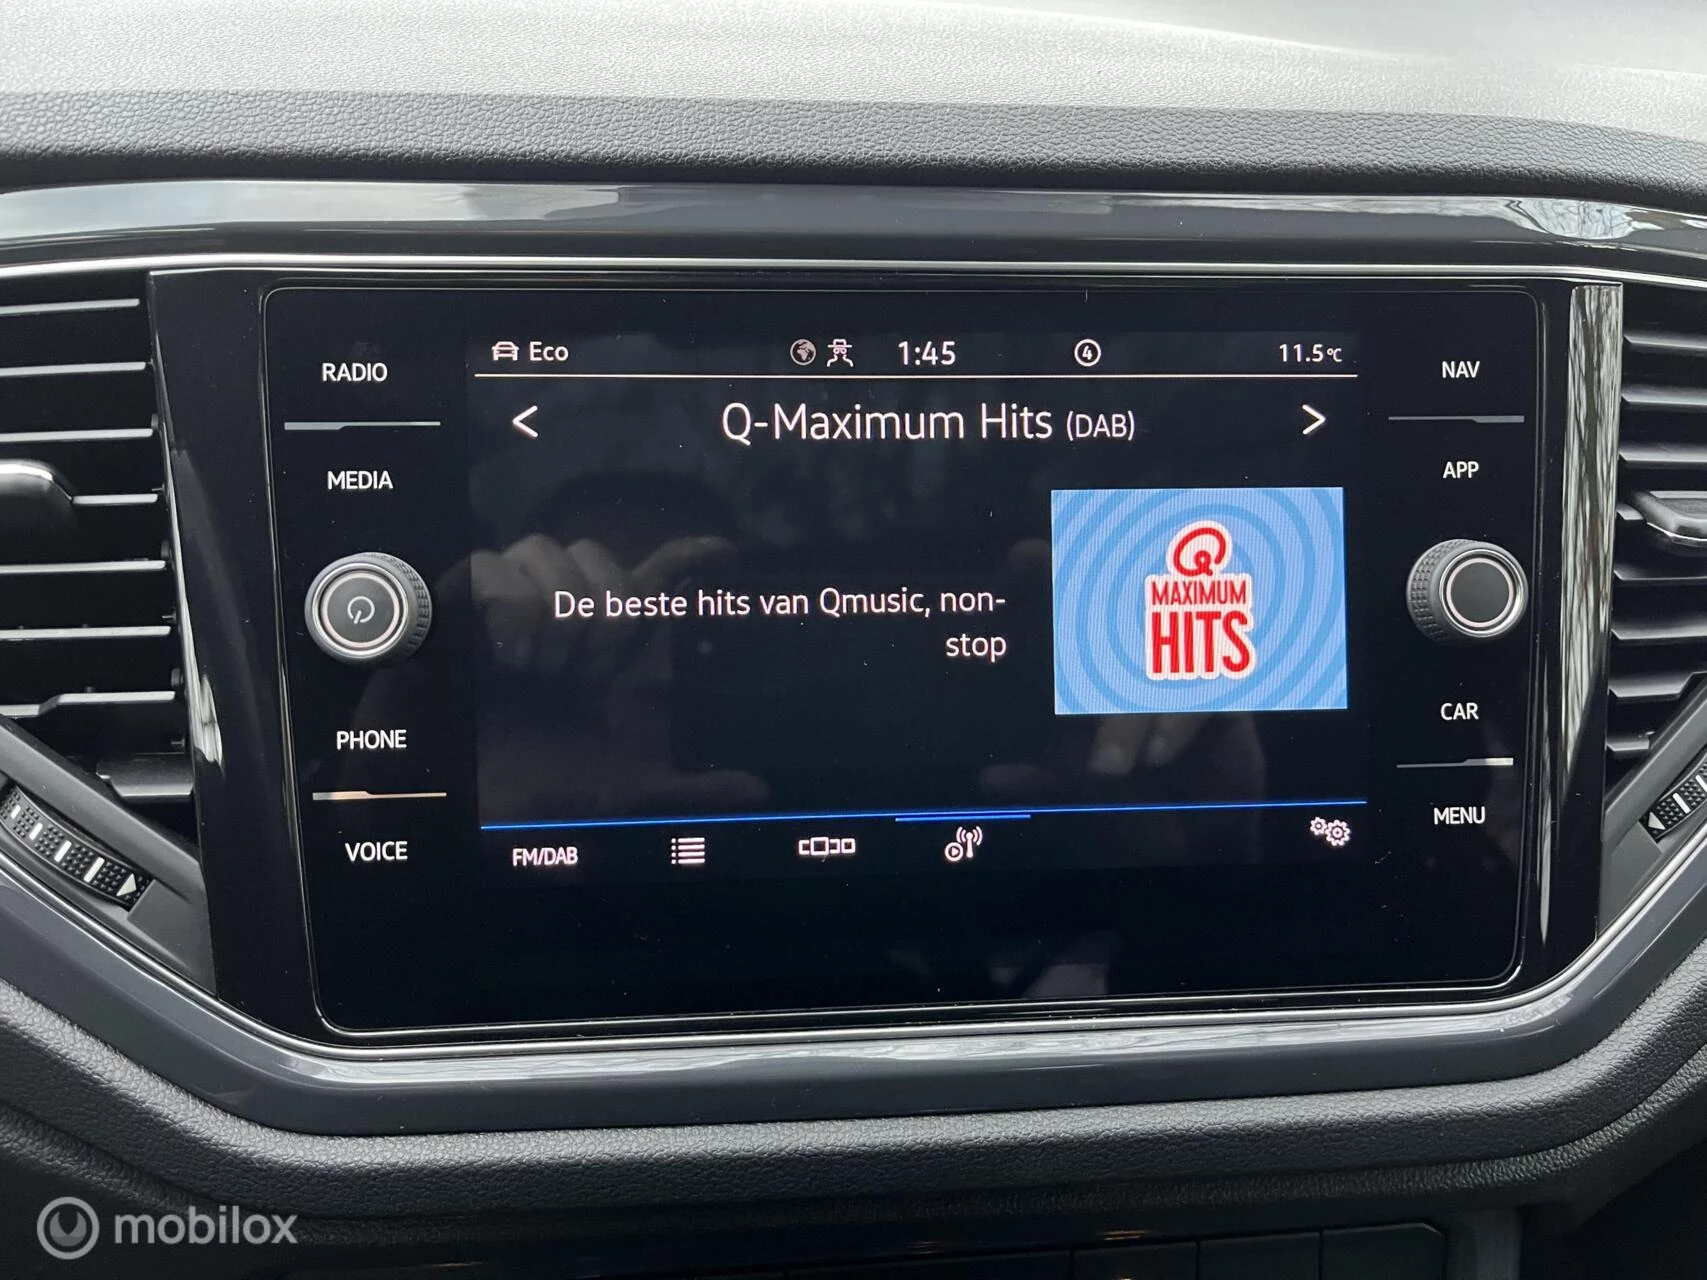 Eco 1:45 4 11.5°C
RADIO
NAV
Q-Maximum Hits (DAB)
MEDIA
APP
Q
MAXIMUM
HITS
De beste hits van Qmusic, non-
stop
PHONE
CAR
VOICE
MENU
FM/DAB
mobilox